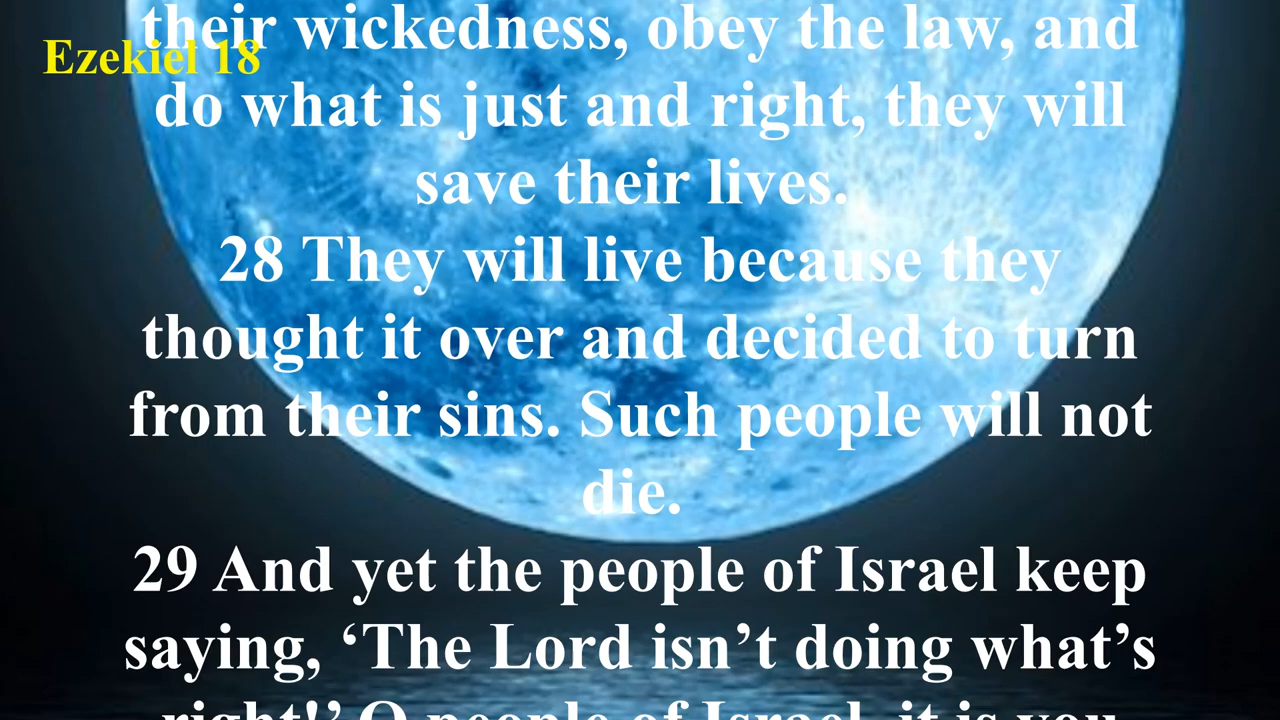 their wickedness, obey the law, and
Ezekiel 18
do what is just and right, they will
save their lives.
28 They will live because they
thought it over and decided to turn
from their sins. Such people will not
die.
29 And yet the people of Israel keep
saying, ‘The Lord isn’t doing what’s
right!’ O people of Israel, it is you